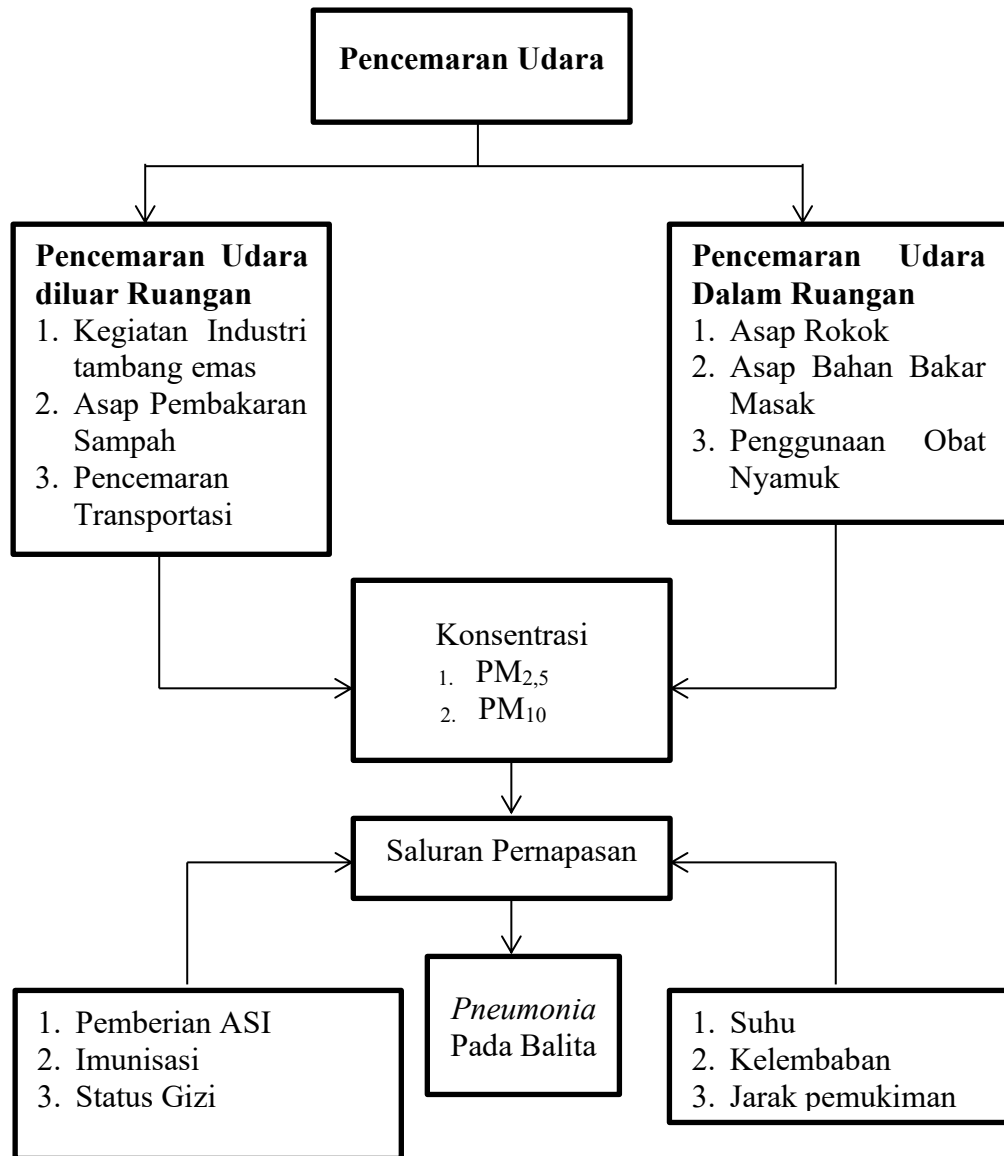 Pencemaran Udara
Pencemaran Udara
diluar Ruangan
1. Kegiatan Industri
tambang emas
2. Asap Pembakaran
Sampah
3. Pencemaran
Transportasi
Pencemaran Udara
Dalam Ruangan
1. Asap Rokok
2. Asap Bahan Bakar
Masak
3. Penggunaan Obat
Nyamuk
Konsentrasi
1. PM2,5
2. PM10
Saluran Pernapasan
1. Pemberian ASI
2. Imunisasi
3. Status Gizi
Pneumonia
Pada Balita
1. Suhu
2. Kelembaban
3. Jarak pemukiman